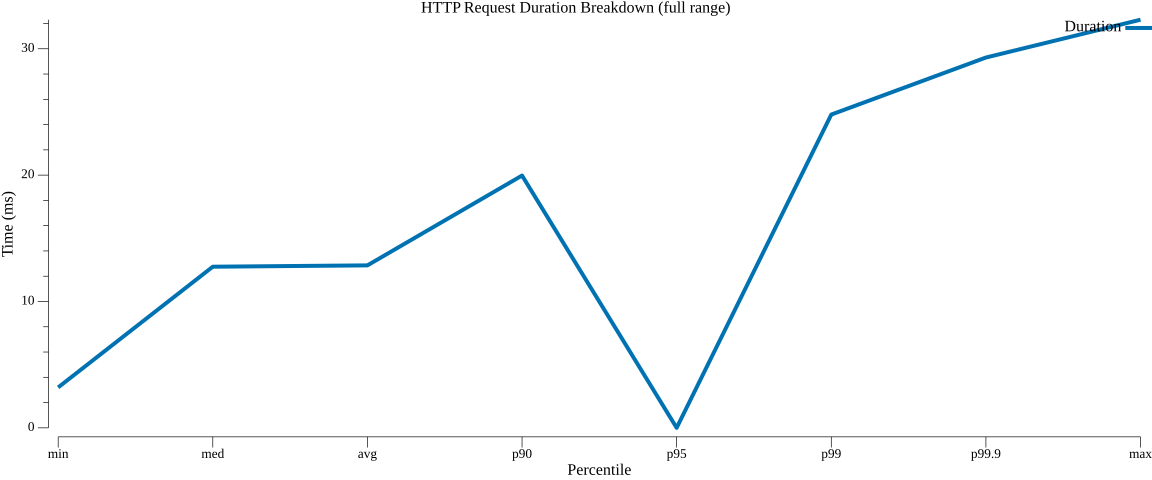 HTTP Request Duration Breakdown (full range)
Duration
30
20
10
0
Time (ms)
min med avg p90 p95 p99 p99.9 max
Percentile